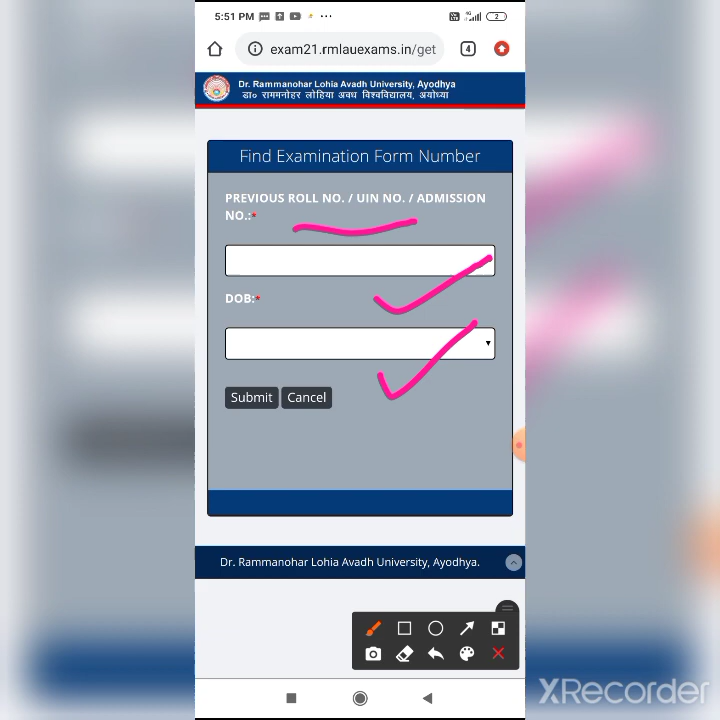 5:51 PM
2
exam21.rmlauexams.in/get
4
Dr. Rammanohar Lohia Avadh University, Ayodhya
डा० राममनोहर लोहिया अवध विश्वविद्यालय, अयोध्या
Find Examination Form Number
PREVIOUS ROLL NO. / UIN NO. / ADMISSION
NO.:*
DOB:*
Submit Cancel
Dr. Rammanohar Lohia Avadh University, Ayodhya.
XRecorder